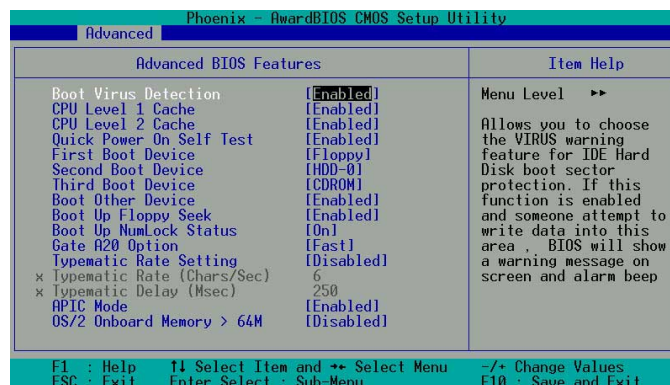 Phoenix - AwardBIOS CMOS Setup Utility
Advanced
Advanced BIOS Features
Item Help
Boot Virus Detection [Enabled]
CPU Level 1 Cache [Enabled]
CPU Level 2 Cache [Enabled]
Quick Power On Self Test [Enabled]
First Boot Device [Floppy]
Second Boot Device [HDD-0]
Third Boot Device [CDROM]
Boot Other Device [Enabled]
Boot Up Floppy Seek [Enabled]
Boot Up NumLock Status [On]
Gate A20 Option [Fast]
Typematic Rate Setting [Disabled]
x Typematic Rate (Chars/Sec) 6
x Typematic Delay (Msec) 250
APIC Mode [Enabled]
OS/2 Onboard Memory > 64M [Disabled]
Menu Level ▸▸
Allows you to choose
the VIRUS warning
feature for IDE Hard
Disk boot sector
protection. If this
function is enabled
and someone attempt to
write data into this
area , BIOS will show
a warning message on
screen and alarm beep
F1 : Help ↑↓ Select Item and →← Select Menu -/+ Change Values
ESC : Exit Enter Select : Sub-Menu F10 : Save and Exit